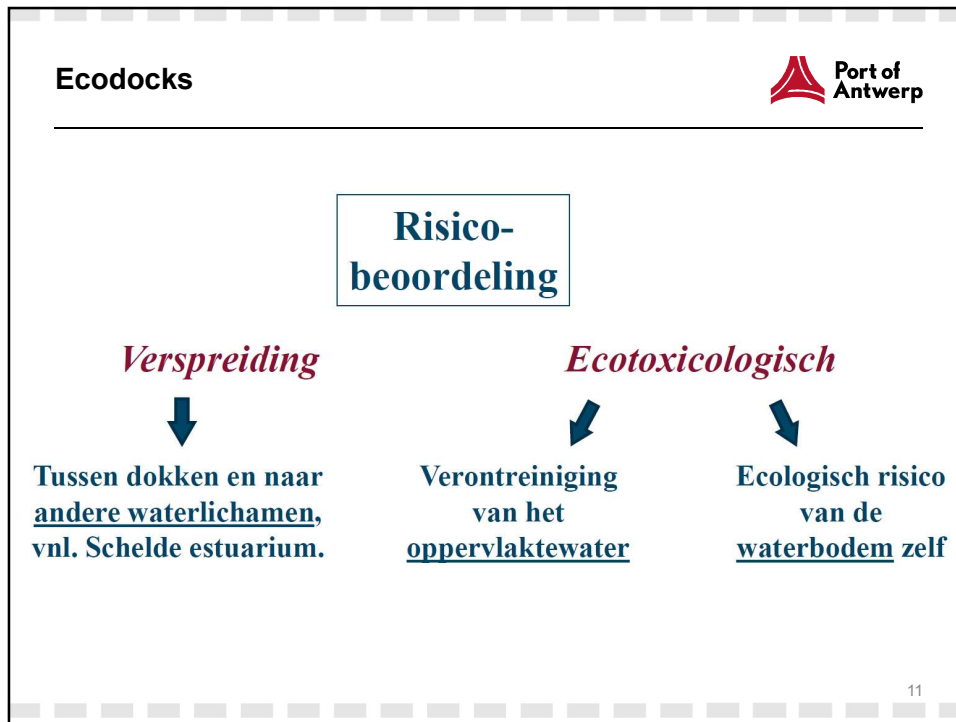 Ecodocks
Port of
Antwerp
Risico-
beoordeling
Verspreiding
Ecotoxicologisch
Tussen dokken en naar
andere waterlichamen,
vnl. Schelde estuarium.
Verontreiniging
van het
oppervlaktewater
Ecologisch risico
van de
waterbodem zelf
11